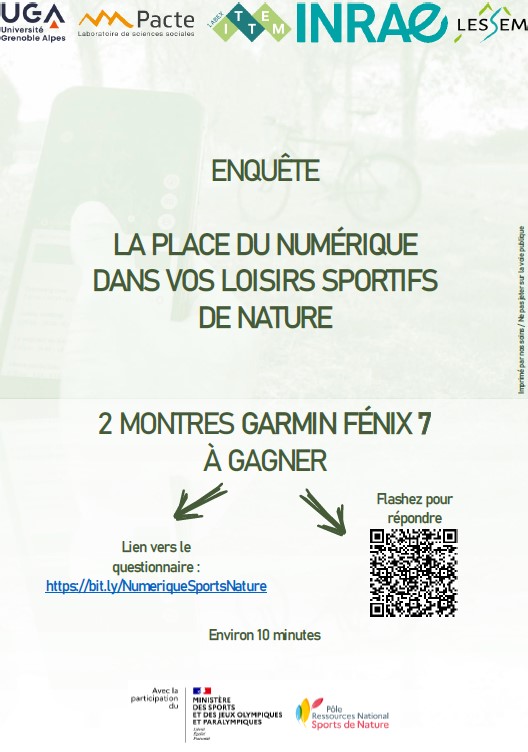 UGA
Université
Grenoble Alpes
Pacte
Laboratoire de sciences sociales
LABEX
ITTEM
INRAE
LESSEM
ENQUÊTE
LA PLACE DU NUMÉRIQUE
DANS VOS LOISIRS SPORTIFS
DE NATURE
Imprimé par nos soins / Ne pas jeter sur la voie publique
2 MONTRES GARMIN FÉNIX 7
À GAGNER
Flashez pour
répondre
Lien vers le
questionnaire :
https://bit.ly/NumeriqueSportsNature
Environ 10 minutes
Avec la
participation
du
MINISTÈRE
DES SPORTS
ET DES JEUX OLYMPIQUES
ET PARALYMPIQUES
Liberté
Égalité
Fraternité
Pôle
Ressources National
Sports de Nature